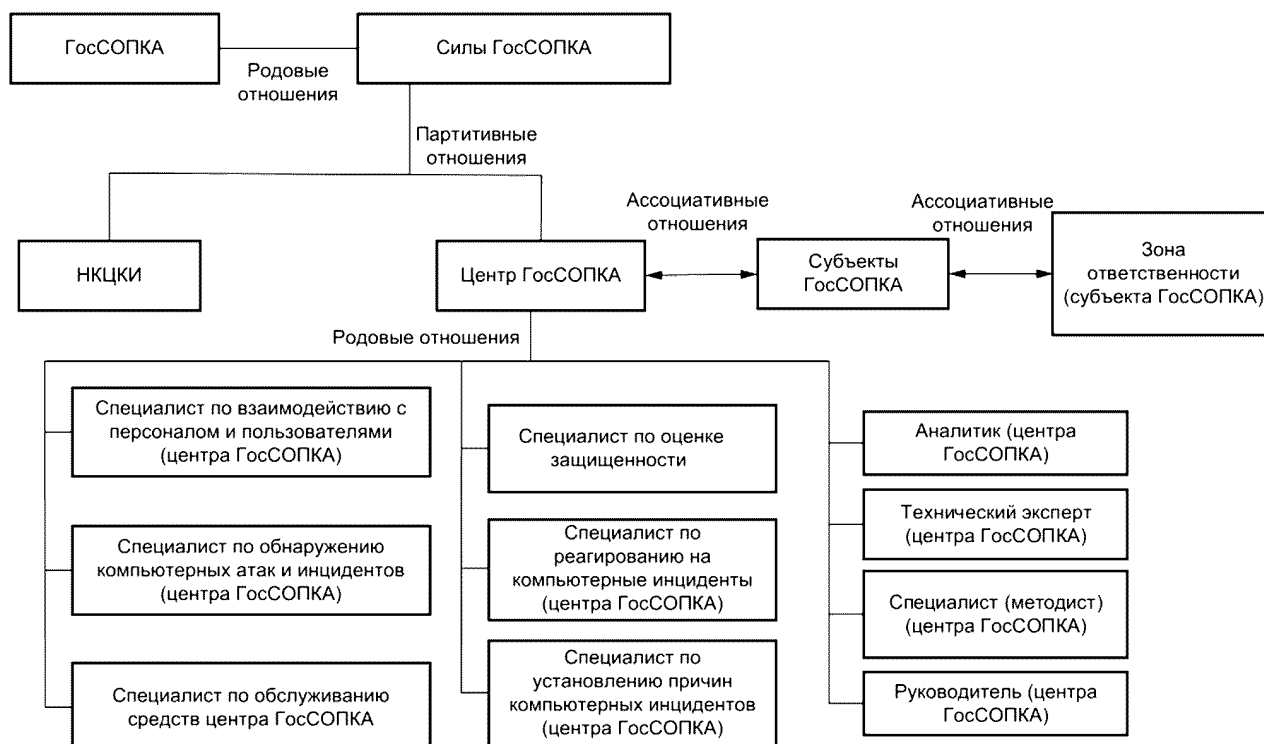 ГосСОПКА
Силы ГосСОПКА
Родовые
отношения
Партитивные
отношения
НКЦКИ
Центр ГосСОПКА
Ассоциативные
отношения
Субъекты
ГосСОПКА
Ассоциативные
отношения
Зона
ответственности
(субъекта ГосСОПКА)
Родовые отношения
Специалист по взаимодействию с
персоналом и пользователями
(центра ГосСОПКА)
Специалист по обнаружению
компьютерных атак и инцидентов
(центра ГосСОПКА)
Специалист по обслуживанию
средств центра ГосСОПКА
Специалист по оценке
защищенности
Специалист по
реагированию на
компьютерные инциденты
(центра ГосСОПКА)
Специалист по
установлению причин
компьютерных инцидентов
(центра ГосСОПКА)
Аналитик (центра
ГосСОПКА)
Технический эксперт
(центра ГосСОПКА)
Специалист (методист)
(центра ГосСОПКА)
Руководитель (центра
ГосСОПКА)